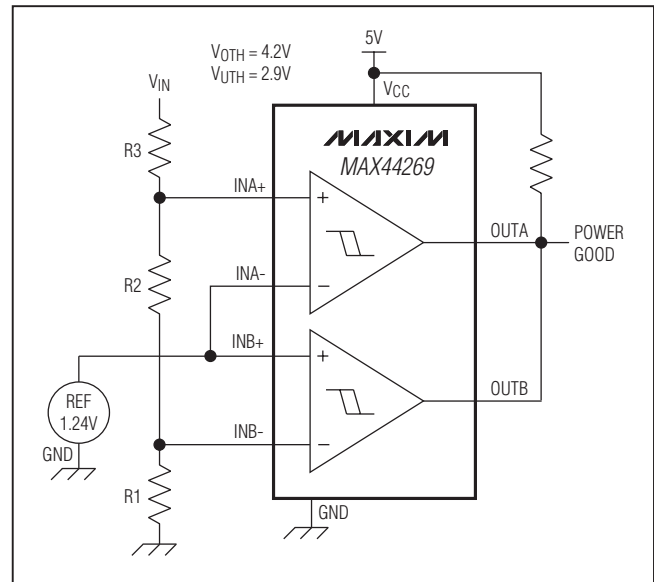 VOTH = 4.2V
VUTH = 2.9V
5V
VIN
VCC
MAXIM
MAX44269
R3
INA+
+
OUTA
POWER
GOOD
R2
INA-
−
INB+
+
REF
1.24V
OUTB
GND
INB-
−
R1
GND